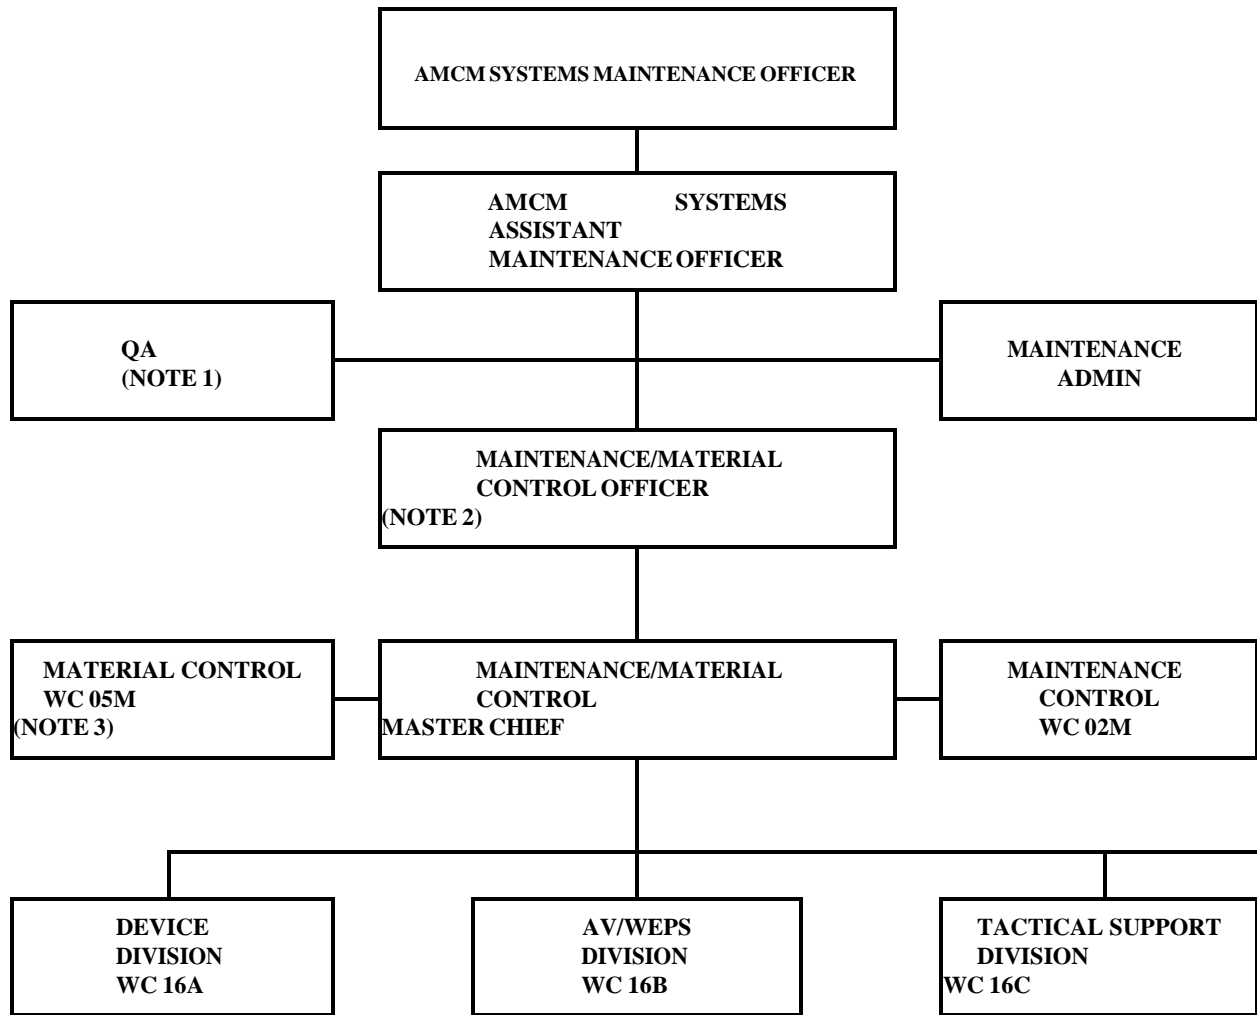 AMCM SYSTEMS MAINTENANCE OFFICER
AMCM SYSTEMS
ASSISTANT
MAINTENANCE OFFICER
QA
(NOTE 1)
MAINTENANCE
ADMIN
MAINTENANCE/MATERIAL
CONTROL OFFICER
(NOTE 2)
MATERIAL CONTROL
WC 05M
(NOTE 3)
MAINTENANCE/MATERIAL
CONTROL
MASTER CHIEF
MAINTENANCE
CONTROL
WC 02M
DEVICE
DIVISION
WC 16A
AV/WEPS
DIVISION
WC 16B
TACTICAL SUPPORT
DIVISION
WC 16C